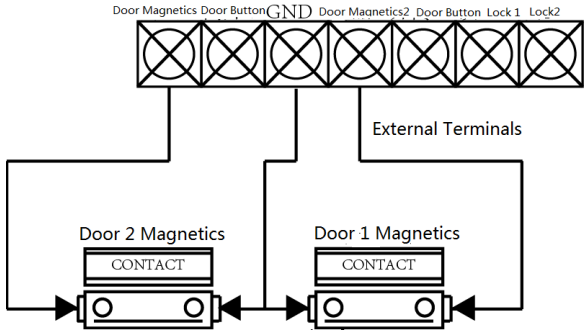 Door Magnetics Door Button GND Door Magnetics2 Door Button Lock 1 Lock2
External Terminals
Door 2 Magnetics Door 1 Magnetics
CONTACT CONTACT